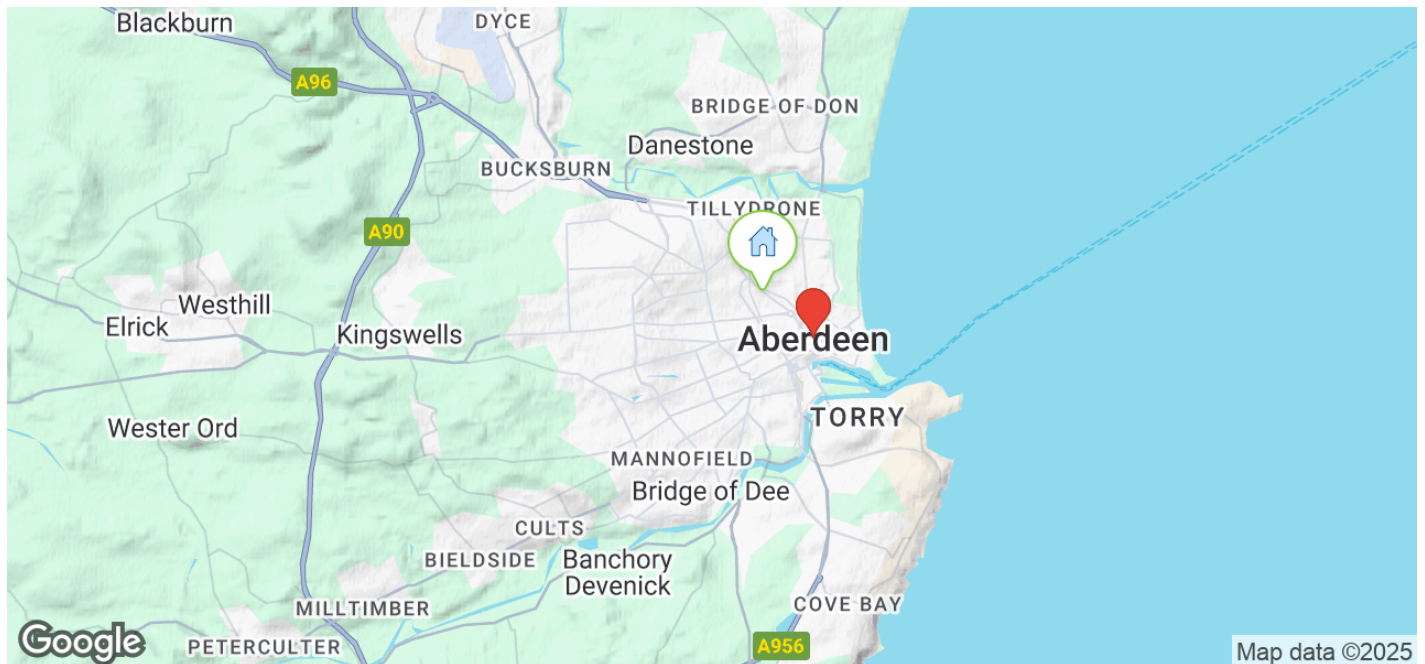 Blackburn
DYCE
A96
BRIDGE OF DON
Danestone
BUCKSBURN
TILLYDRONE
A90
Westhill
Elrick
Kingswells
Aberdeen
TORRY
Wester Ord
MANNOFIELD
Bridge of Dee
CULTS
BIELDSIDE
Banchory
Devenick
MILLTIMBER
COVE BAY
PETERCULTER
A956
Google
Map data ©2025